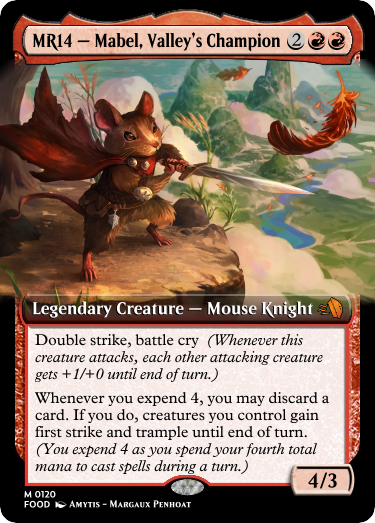 MR14 — Mabel, Valley's Champion 2
Legendary Creature — Mouse Knight
Double strike, battle cry (Whenever this
creature attacks, each other attacking creature
gets +1/+0 until end of turn.)
Whenever you expend 4, you may discard a
card. If you do, creatures you control gain
first strike and trample until end of turn.
(You expend 4 as you spend your fourth total
mana to cast spells during a turn.)
4/3
M 0120
FOOD AMYTIS – MARGAUX PENHOAT